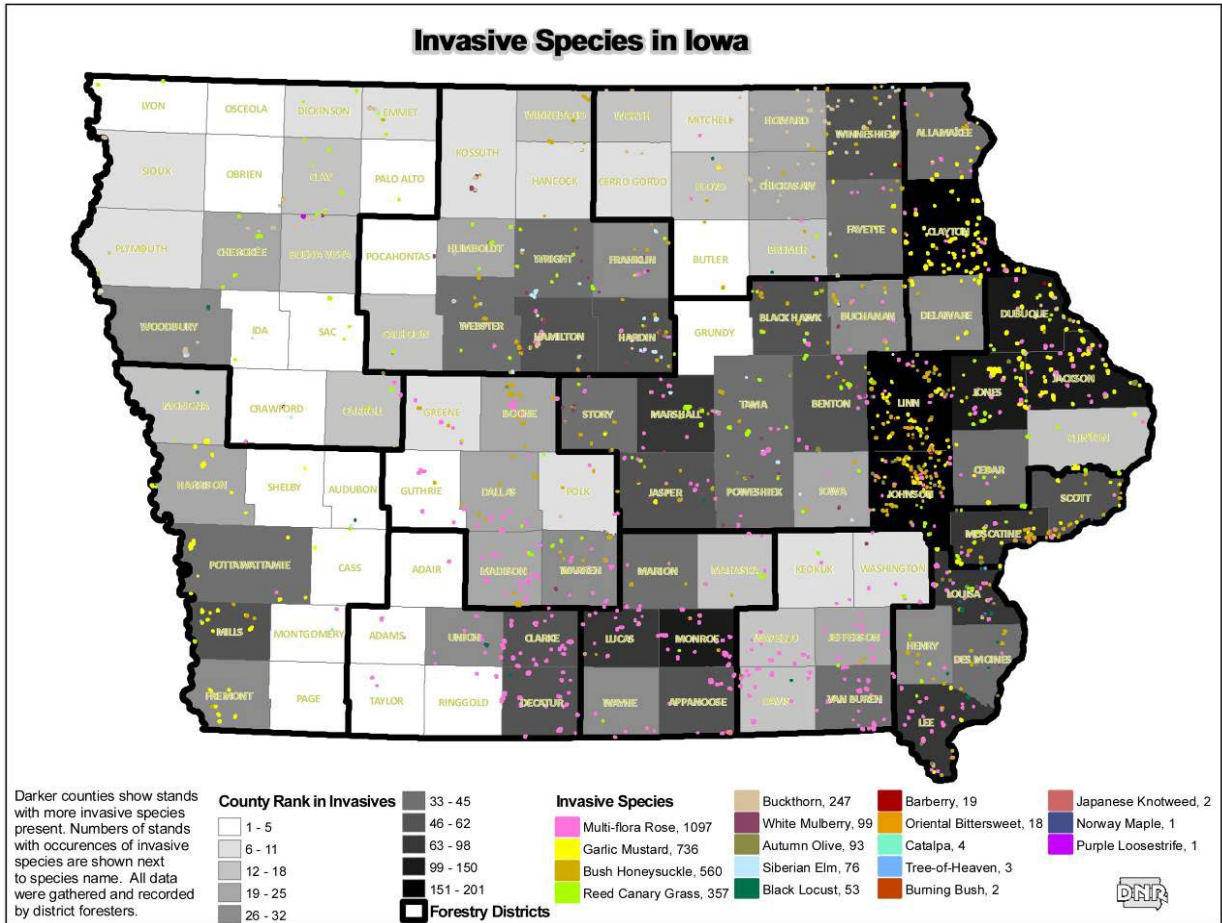 Invasive Species in Iowa
LYON
OSCEOLA
DICKINSON
EMMET
KOSSUTH
WINNEBAGO
WORTH
MITCHELL
HOWARD
WINNESHIEK
ALLAMAKEE
SIOUX
OBRIEN
CLAY
PALO ALTO
HANCOCK
CERRO GORDO
FLOYD
CHICKASAW
FAYETTE
CLAYTON
PLYMOUTH
CHEROKEE
BUENA VISTA
POCAHONTAS
HUMBOLDT
WRIGHT
FRANKLIN
BUTLER
BREMER
WOODBURY
IDA
SAC
CALHOUN
WEBSTER
HAMILTON
HARDIN
GRUNDY
BLACK HAWK
BUCHANAN
DELAWARE
DUBUQUE
MONONA
CRAWFORD
CARROLL
GREENE
BOONE
STORY
MARSHALL
TAMA
BENTON
LINN
JONES
JACKSON
CLINTON
HARRISON
SHELBY
AUDUBON
GUTHRIE
DALLAS
POLK
JASPER
POWESHIEK
IOWA
JOHNSON
CEDAR
SCOTT
MUSCATINE
POTTAWATTAMIE
CASS
ADAIR
MADISON
WARREN
MARION
MAHASKA
KEOKUK
WASHINGTON
LOUISA
MILLS
MONTGOMERY
ADAMS
UNION
CLARKE
LUCAS
MONROE
WAPELLO
JEFFERSON
HENRY
DES MOINES
FREMONT
PAGE
TAYLOR
RINGGOLD
DECATUR
WAYNE
APPANOOSE
DAVIS
VAN BUREN
LEE
Darker counties show stands
with more invasive species
present. Numbers of stands
with occurences of invasive
species are shown next
to species name. All data
were gathered and recorded
by district foresters.
County Rank in Invasives
1 - 5
6 - 11
12 - 18
19 - 25
26 - 32
33 - 45
46 - 62
63 - 98
99 - 150
151 - 201
Forestry Districts
Invasive Species
Multi-flora Rose, 1097
Garlic Mustard, 736
Bush Honeysuckle, 560
Reed Canary Grass, 357
Buckthorn, 247
White Mulberry, 99
Autumn Olive, 93
Siberian Elm, 76
Black Locust, 53
Barberry, 19
Oriental Bittersweet, 18
Catalpa, 4
Tree-of-Heaven, 3
Burning Bush, 2
Japanese Knotweed, 2
Norway Maple, 1
Purple Loosestrife, 1
DNR